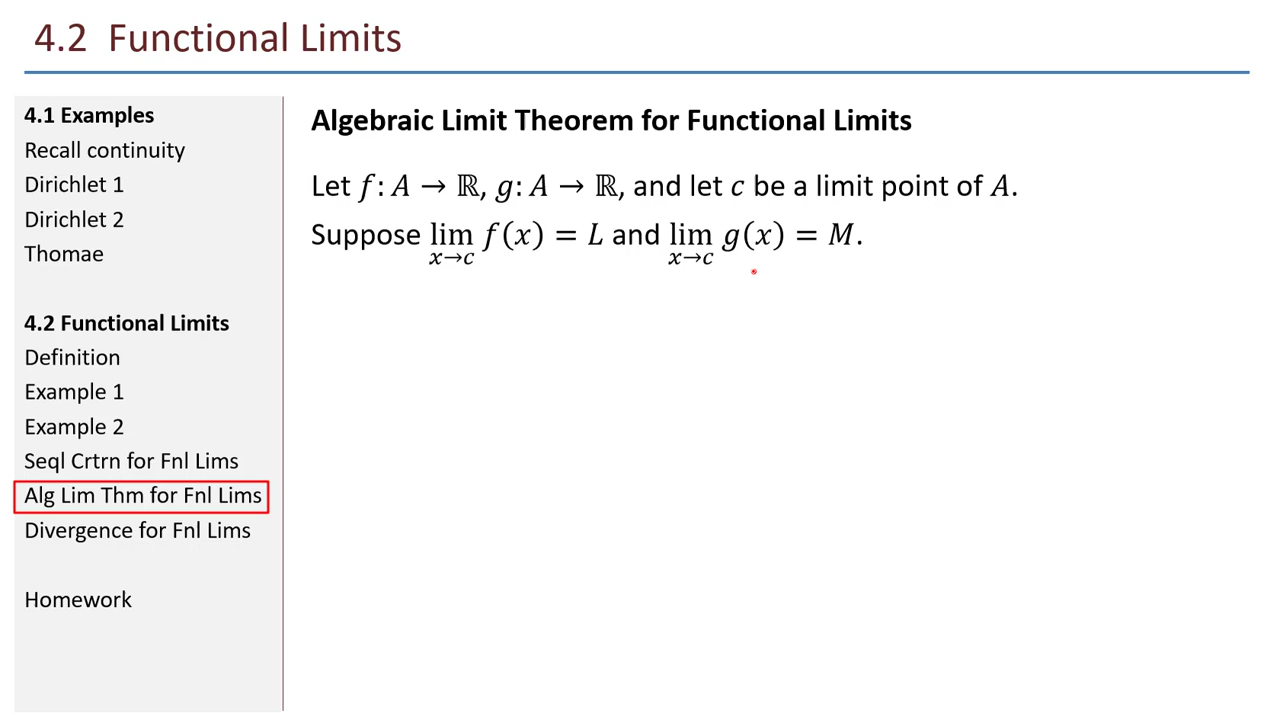 4.2 Functional Limits
4.1 Examples
Recall continuity
Dirichlet 1
Dirichlet 2
Thomae
4.2 Functional Limits
Definition
Example 1
Example 2
Seql Crtrn for Fnl Lims
Alg Lim Thm for Fnl Lims
Divergence for Fnl Lims
Homework
Algebraic Limit Theorem for Functional Limits
Let f: A → ℝ, g: A → ℝ, and let c be a limit point of A.
Suppose lim x→c f(x) = L and lim x→c g(x) = M.